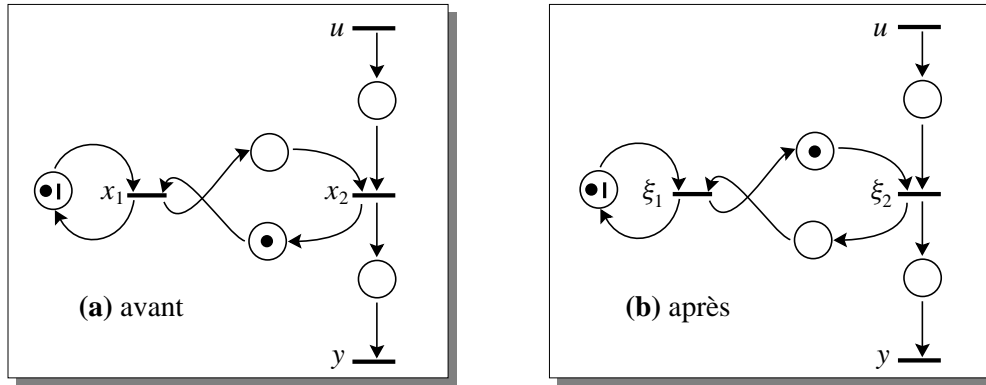 u
x₁
x₂
(a) avant
y
u
ξ₁
ξ₂
(b) après
y